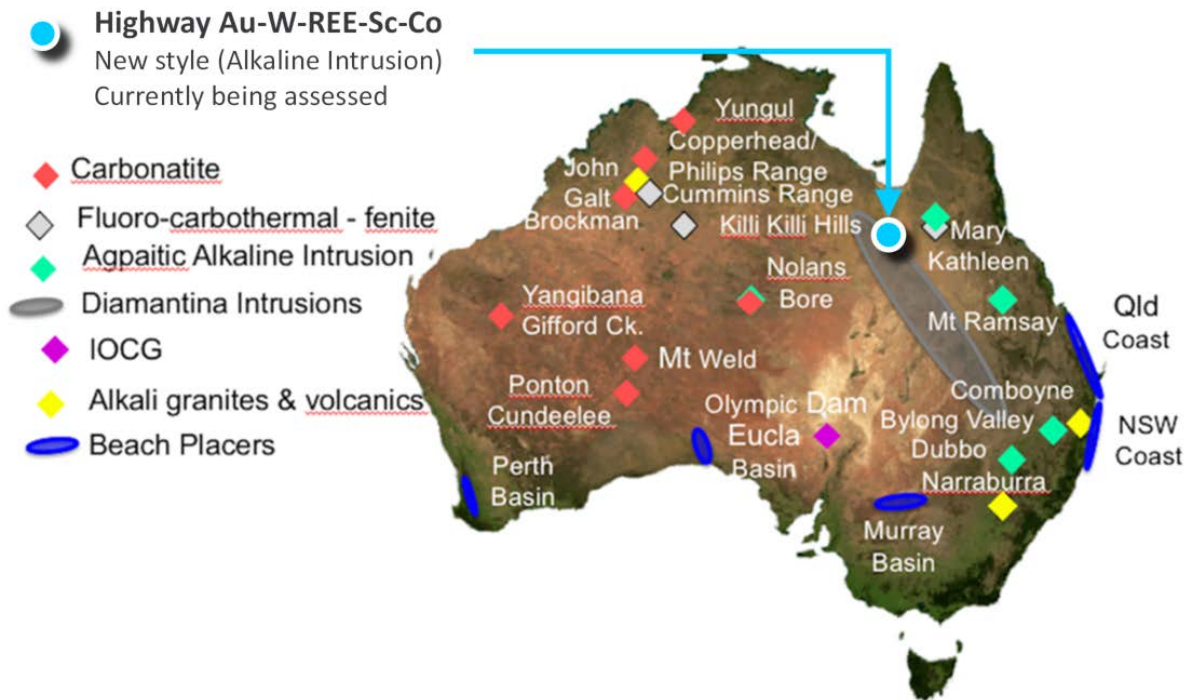 Highway Au-W-REE-Sc-Co
New style (Alkaline Intrusion)
Currently being assessed
Carbonatite
Fluoro-carbothermal - fenite
Agpaitic Alkaline Intrusion
Diamantina Intrusions
IOCG
Alkali granites & volcanics
Beach Placers
Yungul
Copperhead/
Philips Range
John
Galt
Cummins Range
Brockman
Killi Killi Hills
Mary
Kathleen
Nolans
Bore
Yangibana
Gifford Ck.
Mt Ramsay
Qld
Coast
Mt Weld
Ponton
Cundeelee
Olympic Dam
Eucla
Basin
Comboyne
Bylong Valley
Dubbo
Narraburra
NSW
Coast
Perth
Basin
Murray
Basin